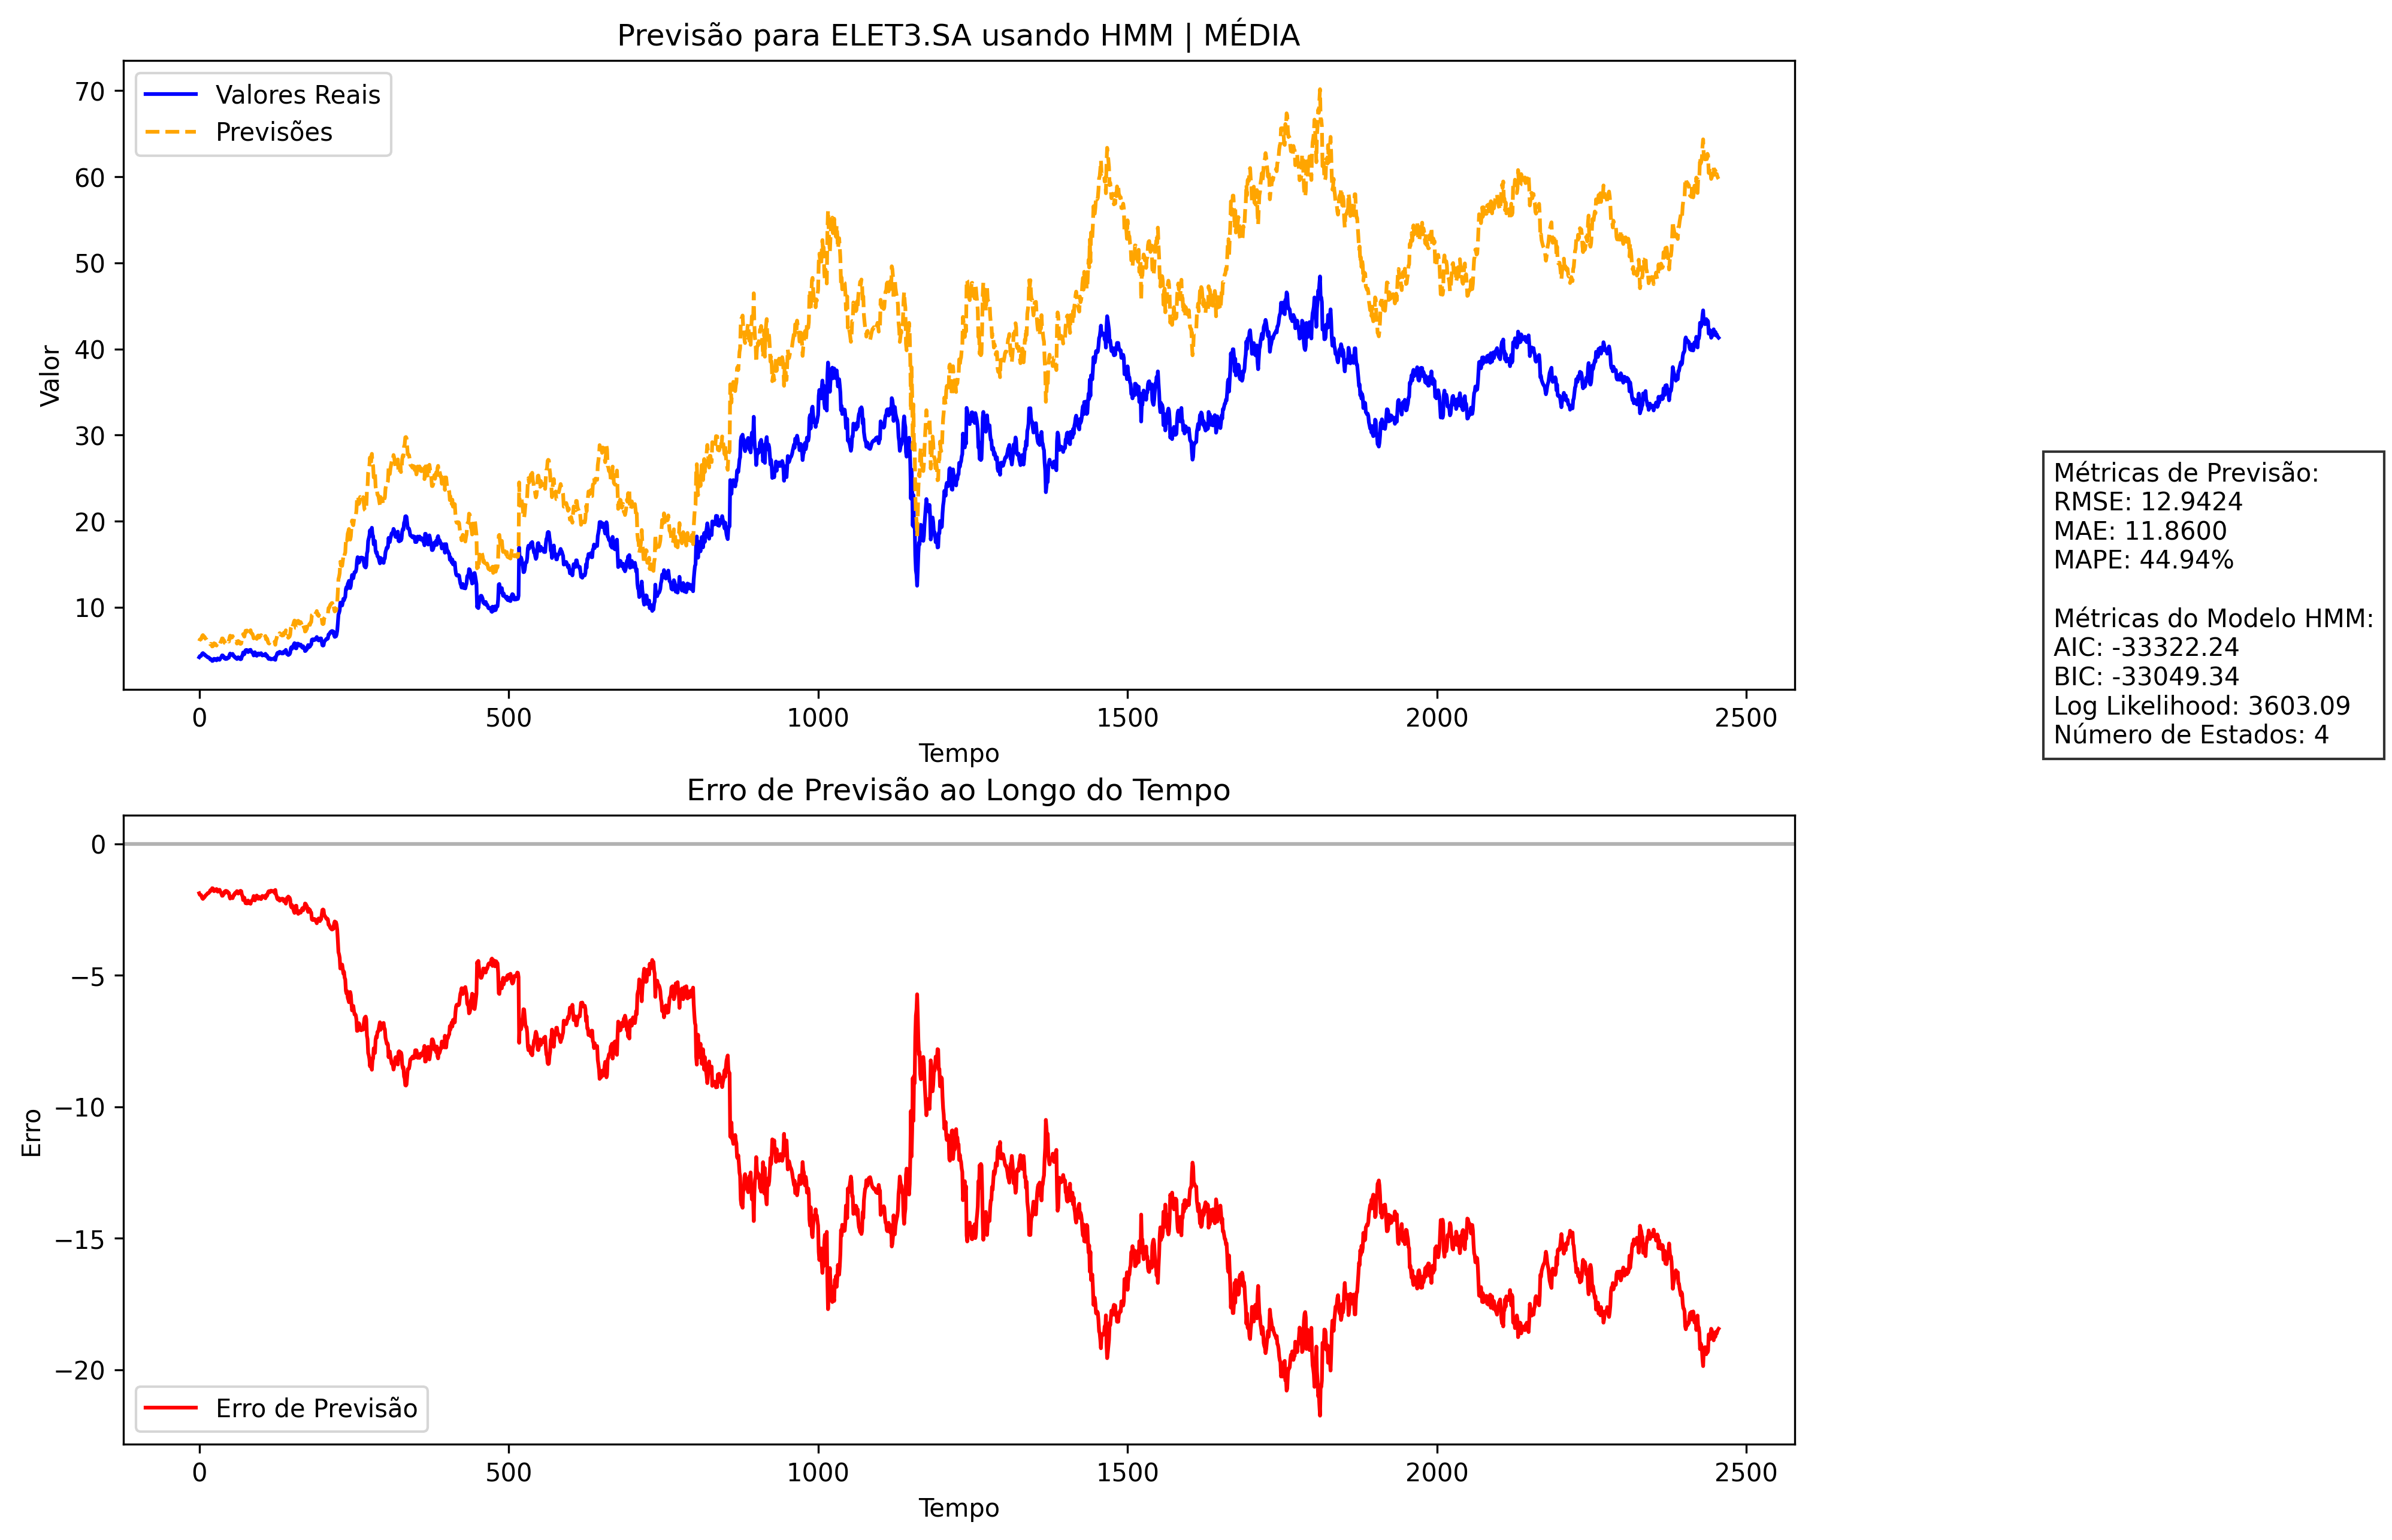 Previsão para ELET3.SA usando HMM | MÉDIA
Valores Reais
Previsões
Valor
70
60
50
40
30
20
10
0
500
1000
1500
2000
2500
Tempo
Métricas de Previsão:
RMSE: 12.9424
MAE: 11.8600
MAPE: 44.94%
Métricas do Modelo HMM:
AIC: -33322.24
BIC: -33049.34
Log Likelihood: 3603.09
Número de Estados: 4
Erro de Previsão ao Longo do Tempo
Erro
0
−5
−10
−15
−20
Erro de Previsão
0
500
1000
1500
2000
2500
Tempo